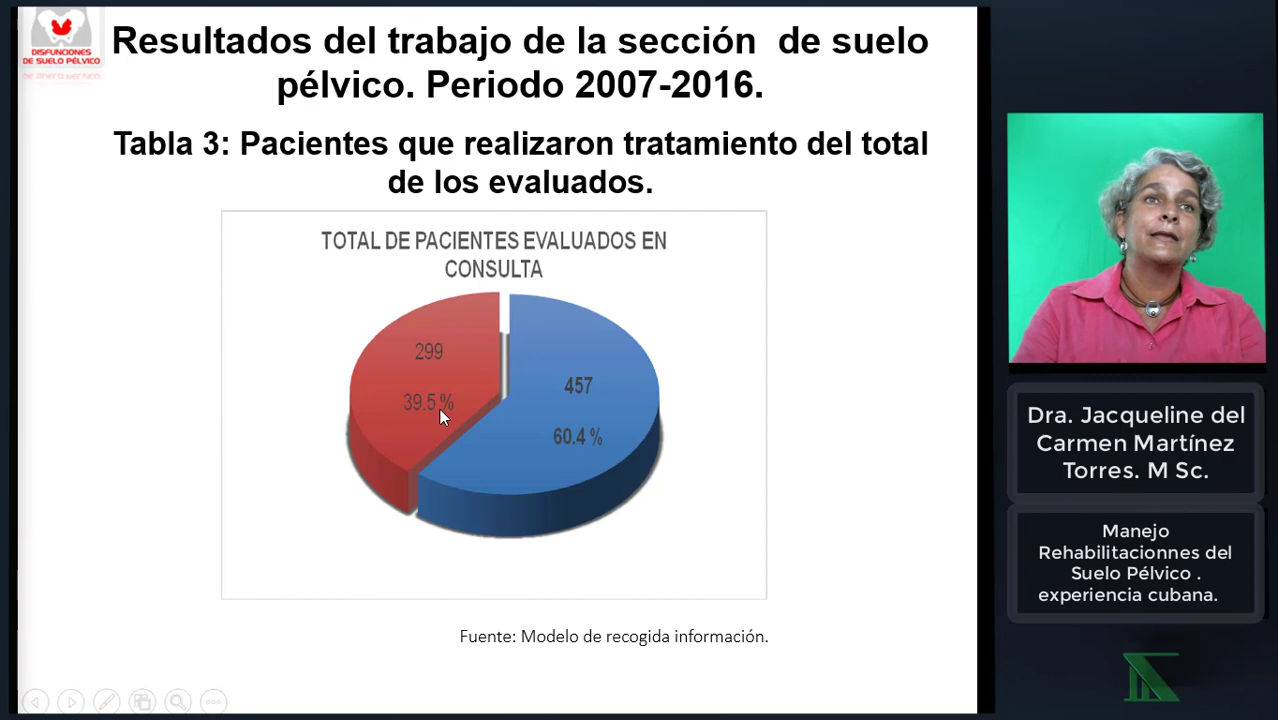 DISFUNCIONES
DE SUELO PÉLVICO
Resultados del trabajo de la sección de suelo
pélvico. Periodo 2007-2016.
Tabla 3: Pacientes que realizaron tratamiento del total
de los evaluados.
TOTAL DE PACIENTES EVALUADOS EN
CONSULTA
299
39.5 %
457
60.4 %
Fuente: Modelo de recogida información.
Dra. Jacqueline del
Carmen Martínez
Torres. M Sc.
Manejo
Rehabilitacionnes del
Suelo Pélvico .
experiencia cubana.